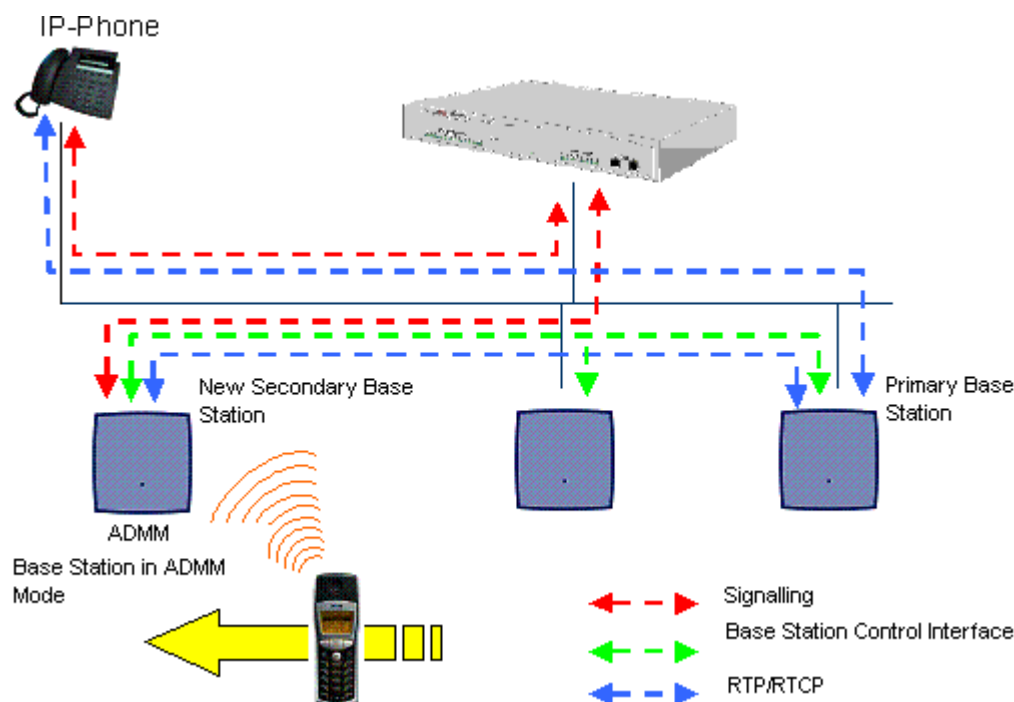 IP-Phone
New Secondary Base
Station
Primary Base
Station
ADMM
Base Station in ADMM
Mode
Signalling
Base Station Control Interface
RTP/RTCP